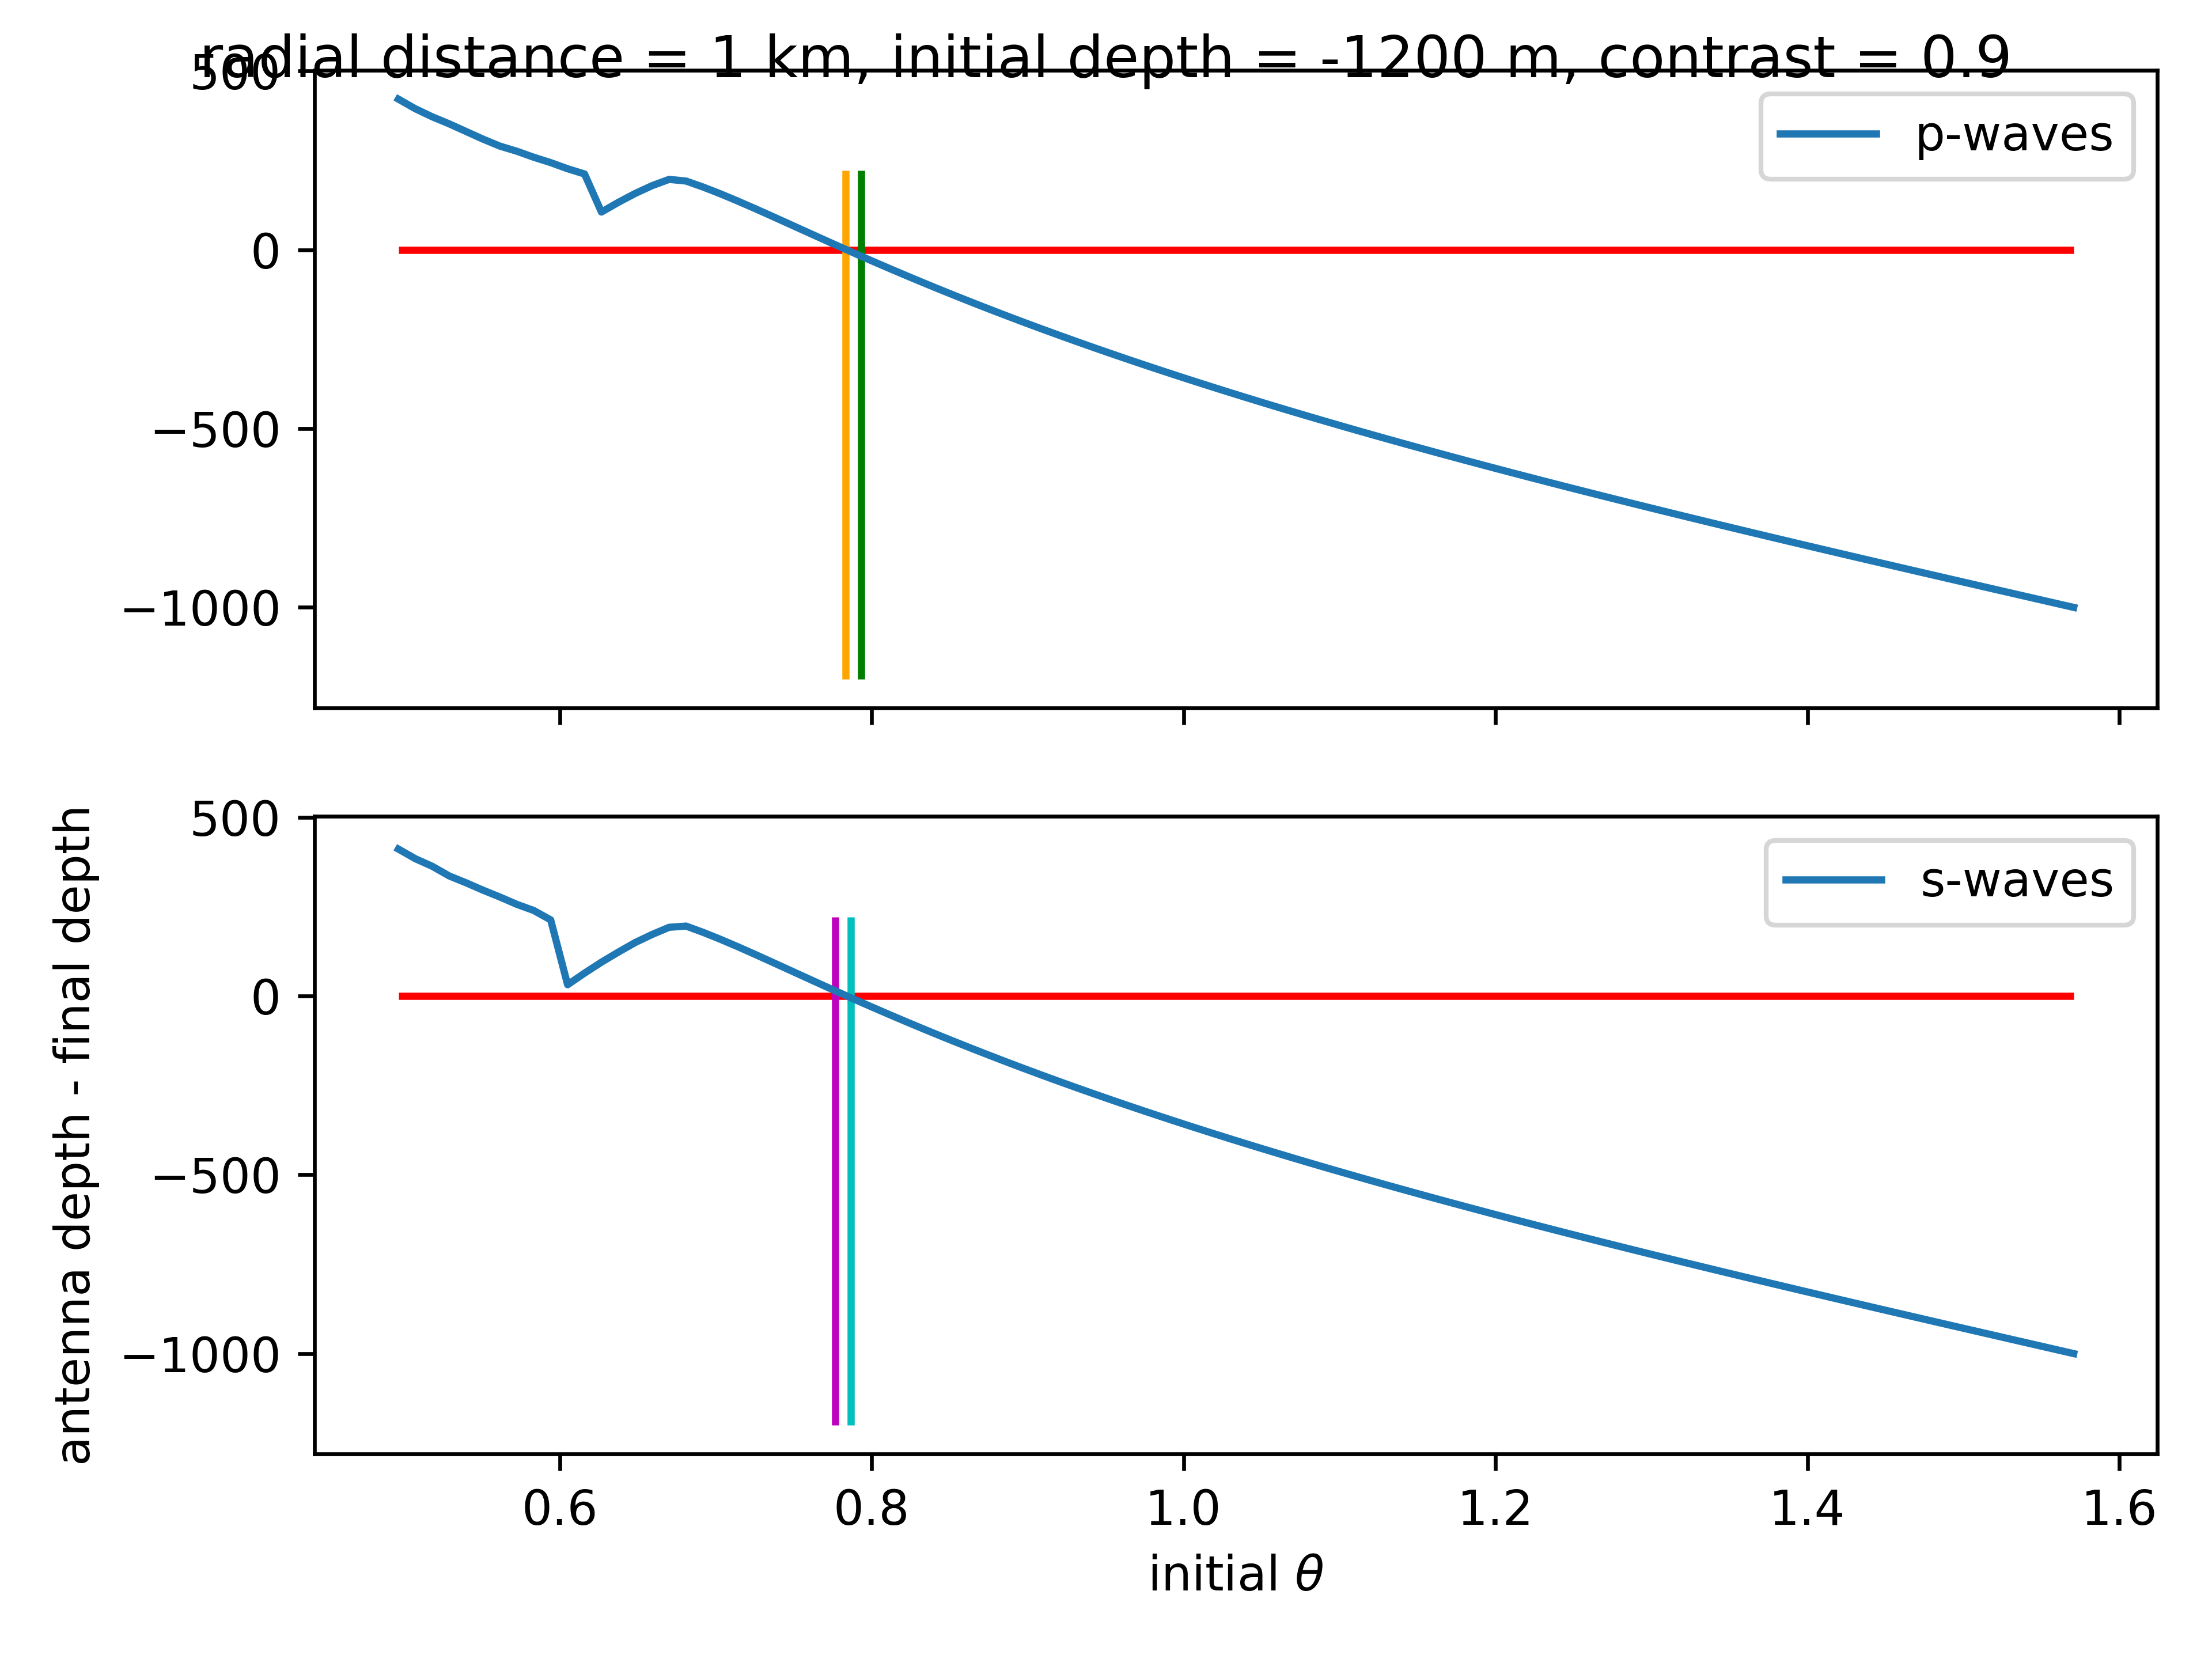 radial distance = 1 km, initial depth = -1200 m, contrast = 0.9
500
0
−500
−1000
p-waves
antenna depth - final depth
500
0
−500
−1000
s-waves
0.6 0.8 1.0 1.2 1.4 1.6
initial θ